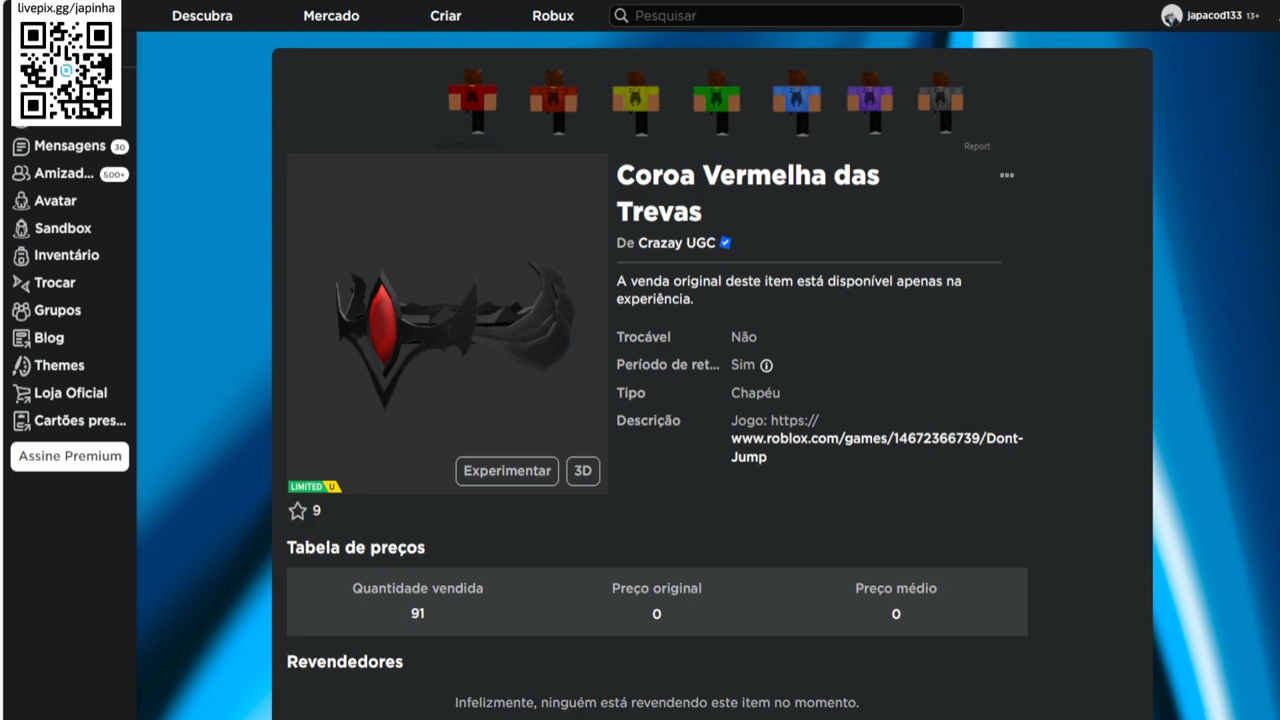 livepix.gg/japinha
Descubra
Mercado
Criar
Robux
Pesquisar
japacod133 13+
Mensagens 30
Amizad... 500+
Avatar
Sandbox
Inventário
Trocar
Grupos
Blog
Themes
Loja Oficial
Cartões pres...
Assine Premium
ADVERTISEMENT
Report
Coroa Vermelha das
Trevas
De Crazay UGC
A venda original deste item está disponível apenas na
experiência.
Trocável Não
Período de ret... Sim
Tipo Chapéu
Descrição Jogo: https://
www.roblox.com/games/14672366739/Dont-
Jump
Experimentar
3D
LIMITED U
9
Tabela de preços
Quantidade vendida
91
Preço original
0
Preço médio
0
Revendedores
Infelizmente, ninguém está revendendo este item no momento.